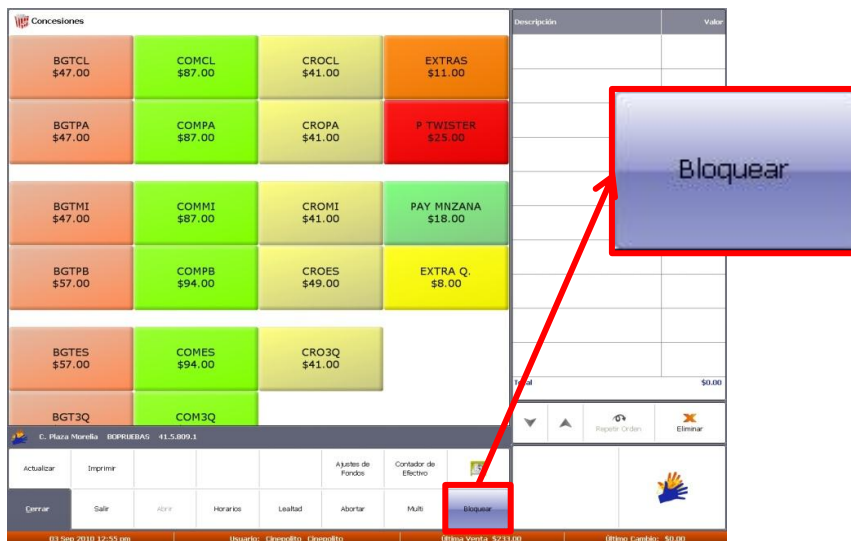 Concesiones
Descripción Valor
BGTCL COMCL CROCL EXTRAS
$47.00 $87.00 $41.00 $11.00
BGTPA COMPA CROPA P TWISTER
$47.00 $87.00 $41.00 $25.00
Bloquear
BGTMI COMMI CROMI PAY MNZANA
$47.00 $87.00 $41.00 $18.00
BGTPB COMPB CROES EXTRA Q.
$57.00 $94.00 $49.00 $8.00
BGTES COMES CRO3Q
$57.00 $94.00 $41.00
Total $0.00
BGT3Q COM3Q
Repetir Orden Eliminar
C. Plaza Morelia BOPRUEBAS 41.5.809.1
Actualizar Imprimir Ajustes de Fondos Contador de Efectivo
Cerrar Salir Abrir Horarios Lealtad Abortar Multi Bloquear
03 Sep 2010 12:55 pm Usuario: Cinepolito Cinepolito Última Venta $233.00 Último Cambio: $0.00